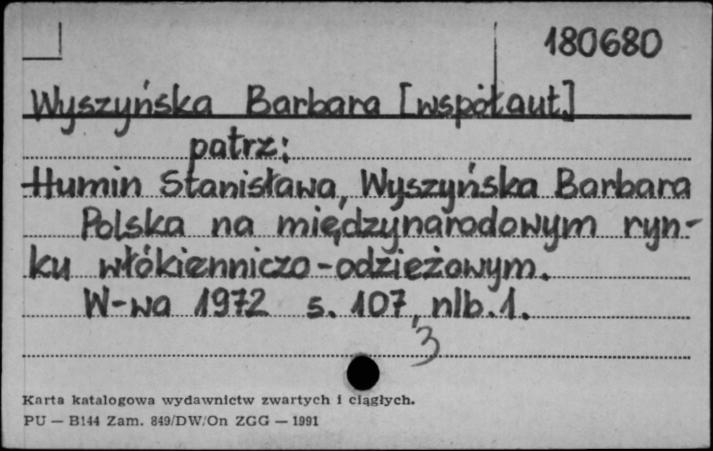 180680
Wyszyńska Barbara [współaut.]
patrz:
Humin Stanisława, Wyszyńska Barbara
Polska na międzynarodowym ryn-
ku włókienniczo-odzieżowym.
W-wa 1972 s. 107, nlb. 1.
3
Karta katalogowa wydawnictw zwartych i ciągłych.
PU — B144 Zam. 849/DW/On ZGG — 1991